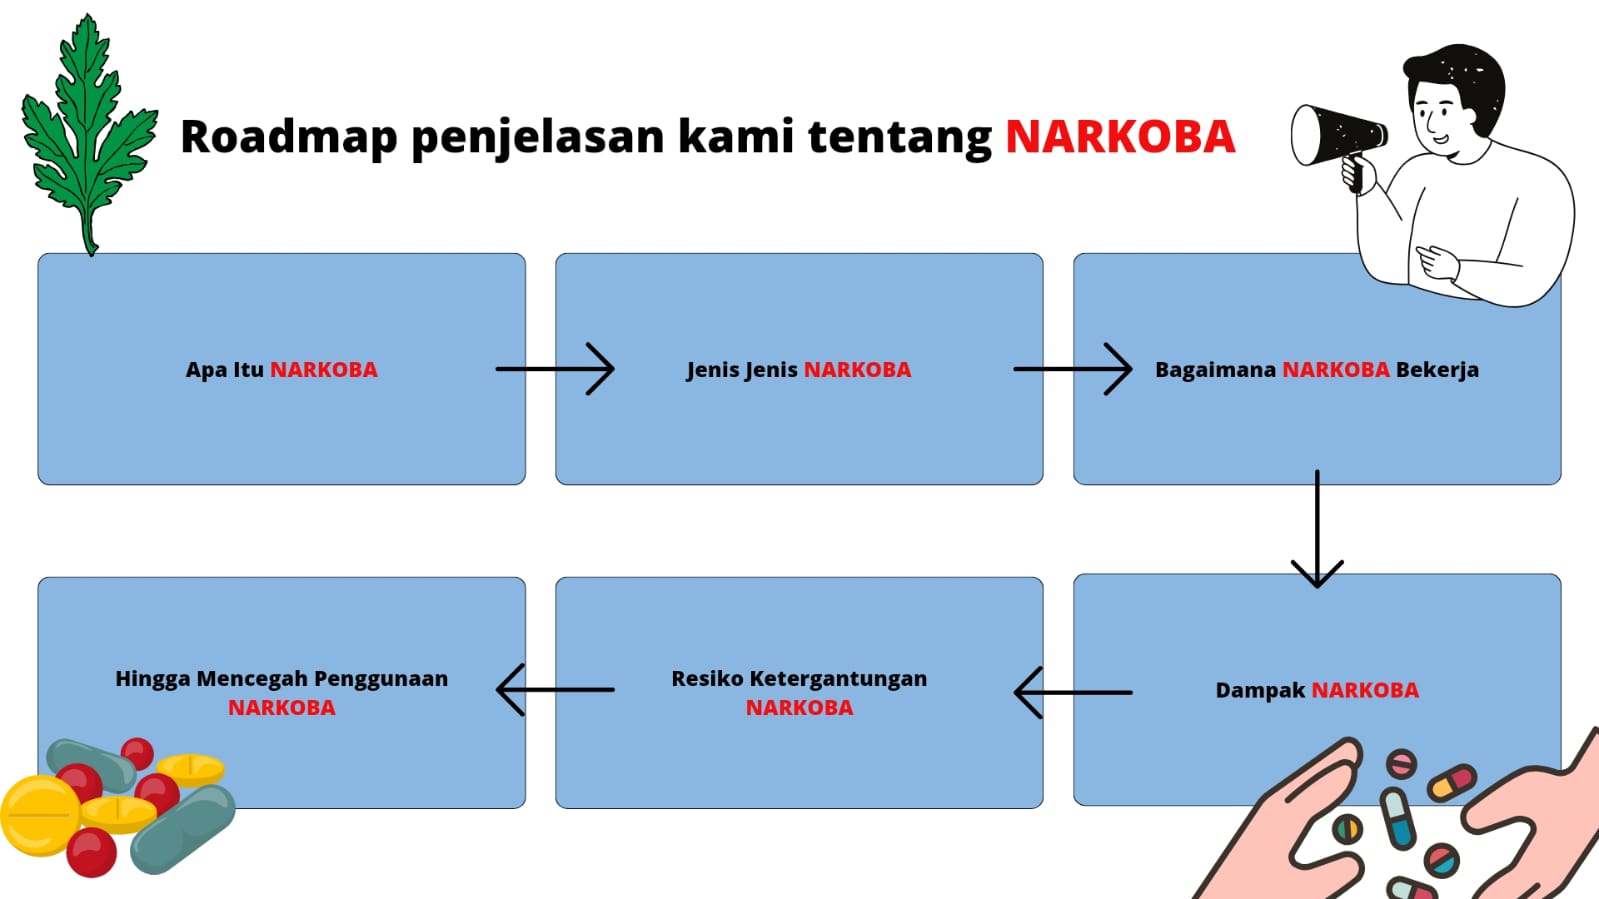 Roadmap penjelasan kami tentang NARKOBA
Apa Itu NARKOBA
Jenis Jenis NARKOBA
Bagaimana NARKOBA Bekerja
Dampak NARKOBA
Resiko Ketergantungan
NARKOBA
Hingga Mencegah Penggunaan
NARKOBA